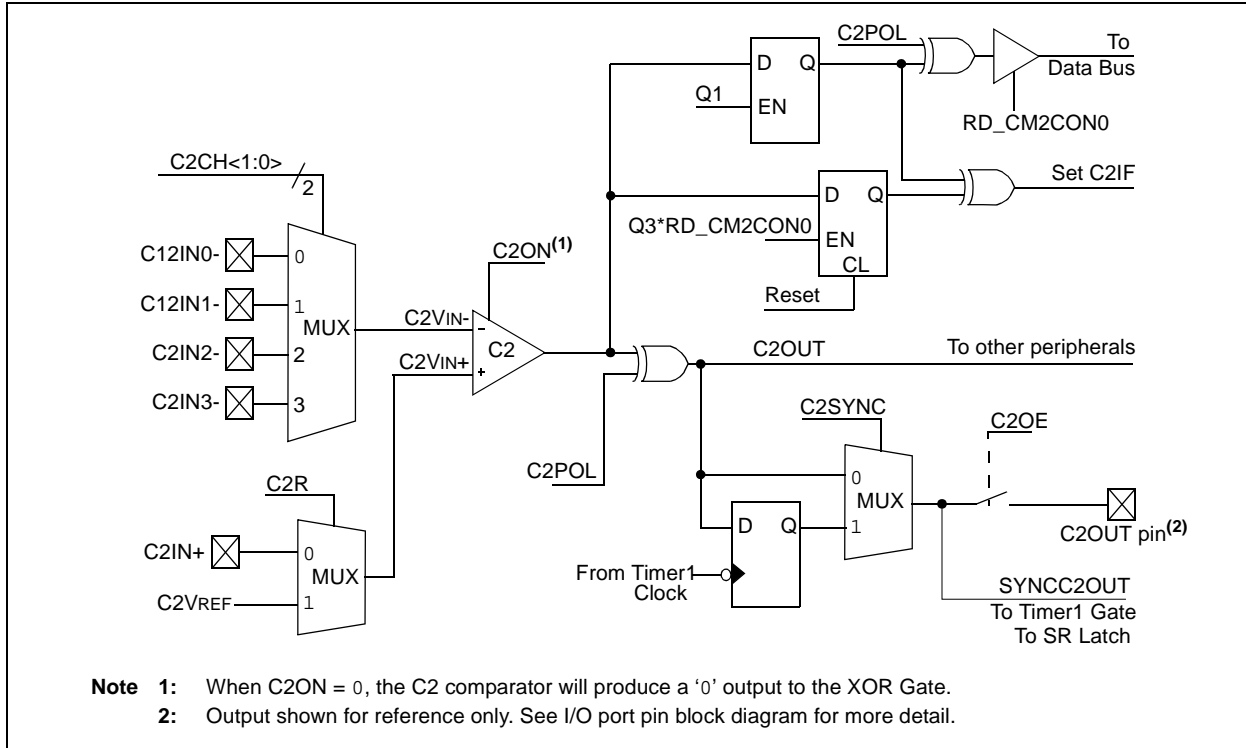 C2POL
To
Data Bus
D Q
Q1
EN
RD_CM2CON0
C2CH<1:0>
2
Set C2IF
D Q
Q3*RD_CM2CON0
EN
CL
Reset
C12IN0-
0
C2ON(1)
C12IN1-
1
MUX
C2VIN-
-
C2IN2-
2
C2
C2VIN+
+
C2OUT
To other peripherals
C2IN3-
3
C2SYNC
C2OE
C2POL
C2R
0
MUX
C2IN+
0
MUX
D Q
1
C2OUT pin(2)
From Timer1
Clock
C2VREF
1
SYNCC2OUT
To Timer1 Gate
To SR Latch
Note 1: When C2ON = 0, the C2 comparator will produce a ‘0’ output to the XOR Gate.
2: Output shown for reference only. See I/O port pin block diagram for more detail.